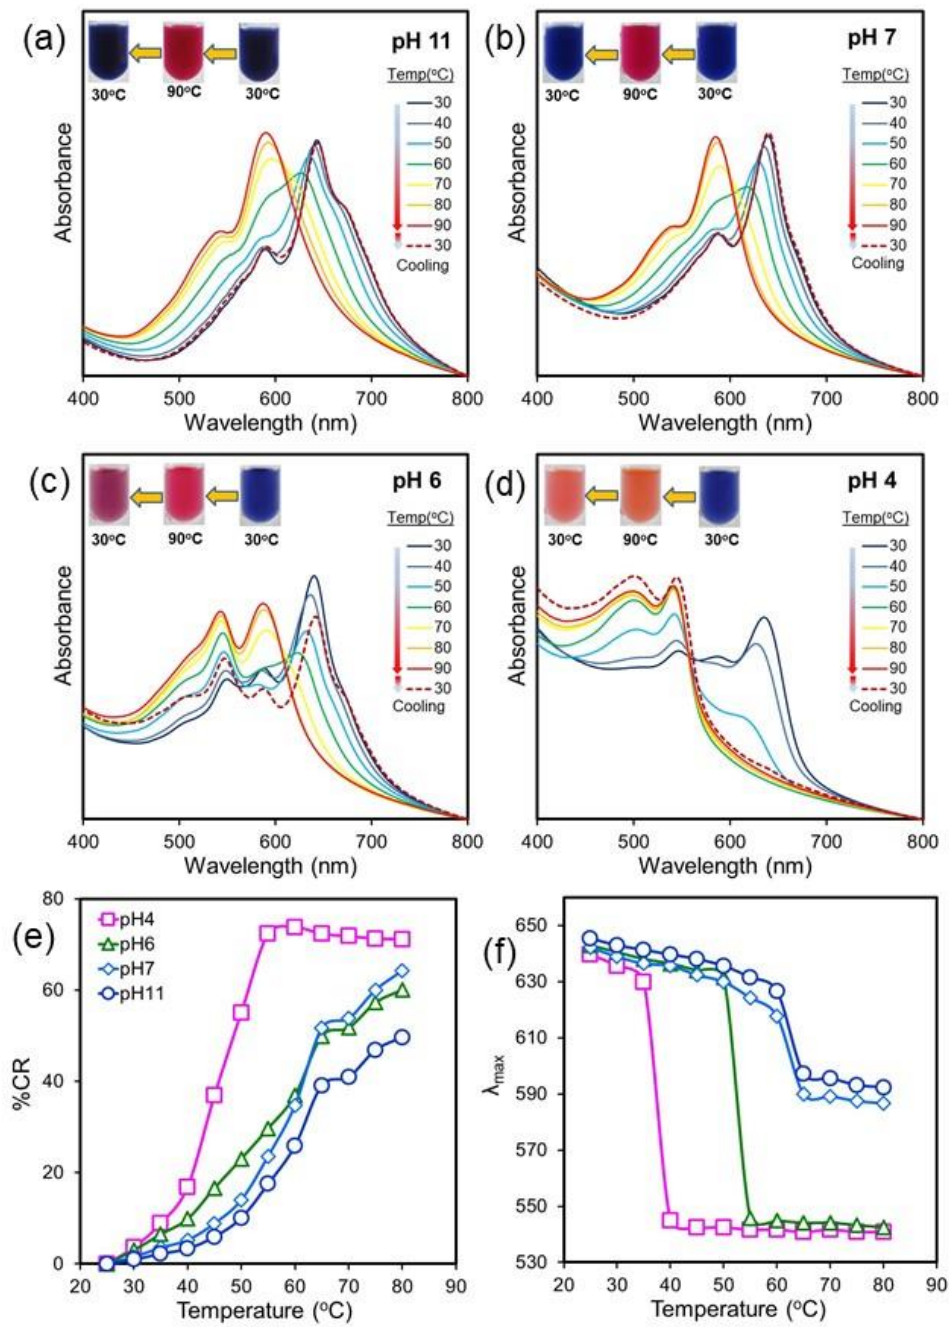 (a)
pH 11
30°C
90°C
30°C
Temp(°C)
30
40
50
60
70
80
90
30
Cooling
Absorbance
400
500
600
700
800
Wavelength (nm)
(b)
pH 7
30°C
90°C
30°C
Temp(°C)
30
40
50
60
70
80
90
30
Cooling
Absorbance
400
500
600
700
800
Wavelength (nm)
(c)
pH 6
30°C
90°C
30°C
Temp(°C)
30
40
50
60
70
80
90
30
Cooling
Absorbance
400
500
600
700
800
Wavelength (nm)
(d)
pH 4
30°C
90°C
30°C
Temp(°C)
30
40
50
60
70
80
90
30
Cooling
Absorbance
400
500
600
700
800
Wavelength (nm)
(e)
pH4
pH6
pH7
pH11
80
60
40
20
0
%CR
20
30
40
50
60
70
80
90
Temperature (°C)
(f)
650
630
610
590
570
550
530
λmax
20
30
40
50
60
70
80
90
Temperature (°C)